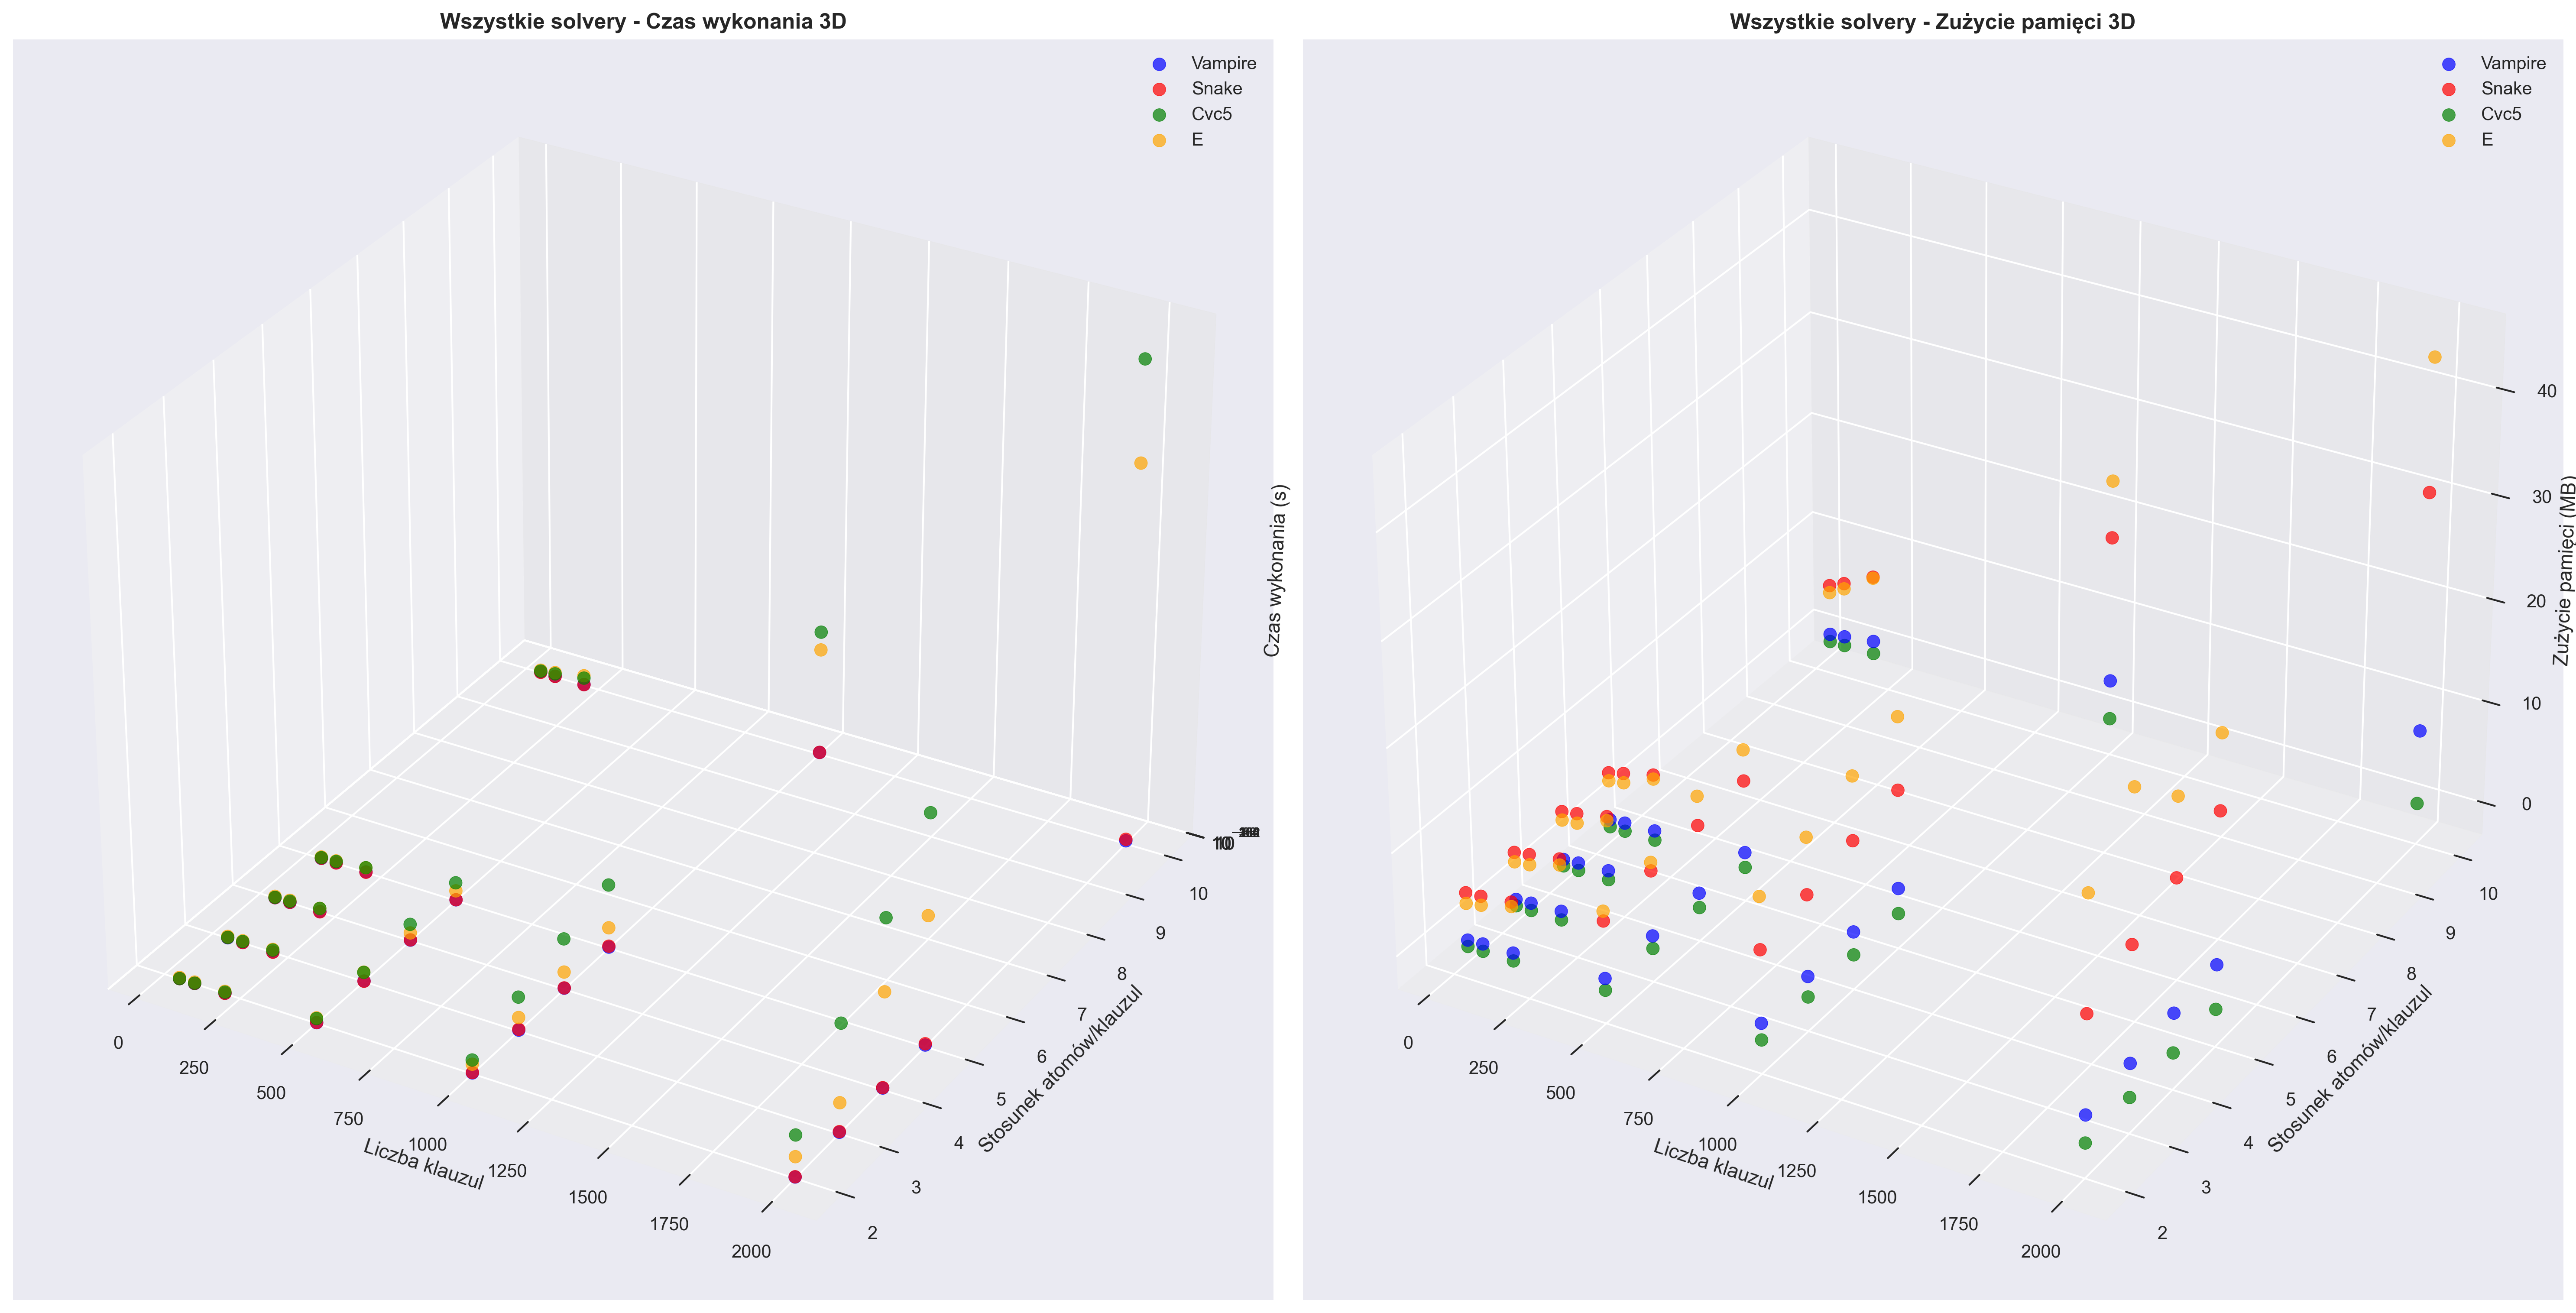 Wszystkie solvery - Czas wykonania 3D
Vampire
Snake
Cvc5
E
Czas wykonania (s)
10
9
8
7
6
5
4
3
2
Stosunek atomów/klauzul
0
250
500
750
1000
1250
1500
1750
2000
Liczba klauzul
Wszystkie solvery - Zużycie pamięci 3D
Vampire
Snake
Cvc5
E
40
30
20
10
0
Zużycie pamięci (MB)
10
9
8
7
6
5
4
3
2
Stosunek atomów/klauzul
0
250
500
750
1000
1250
1500
1750
2000
Liczba klauzul